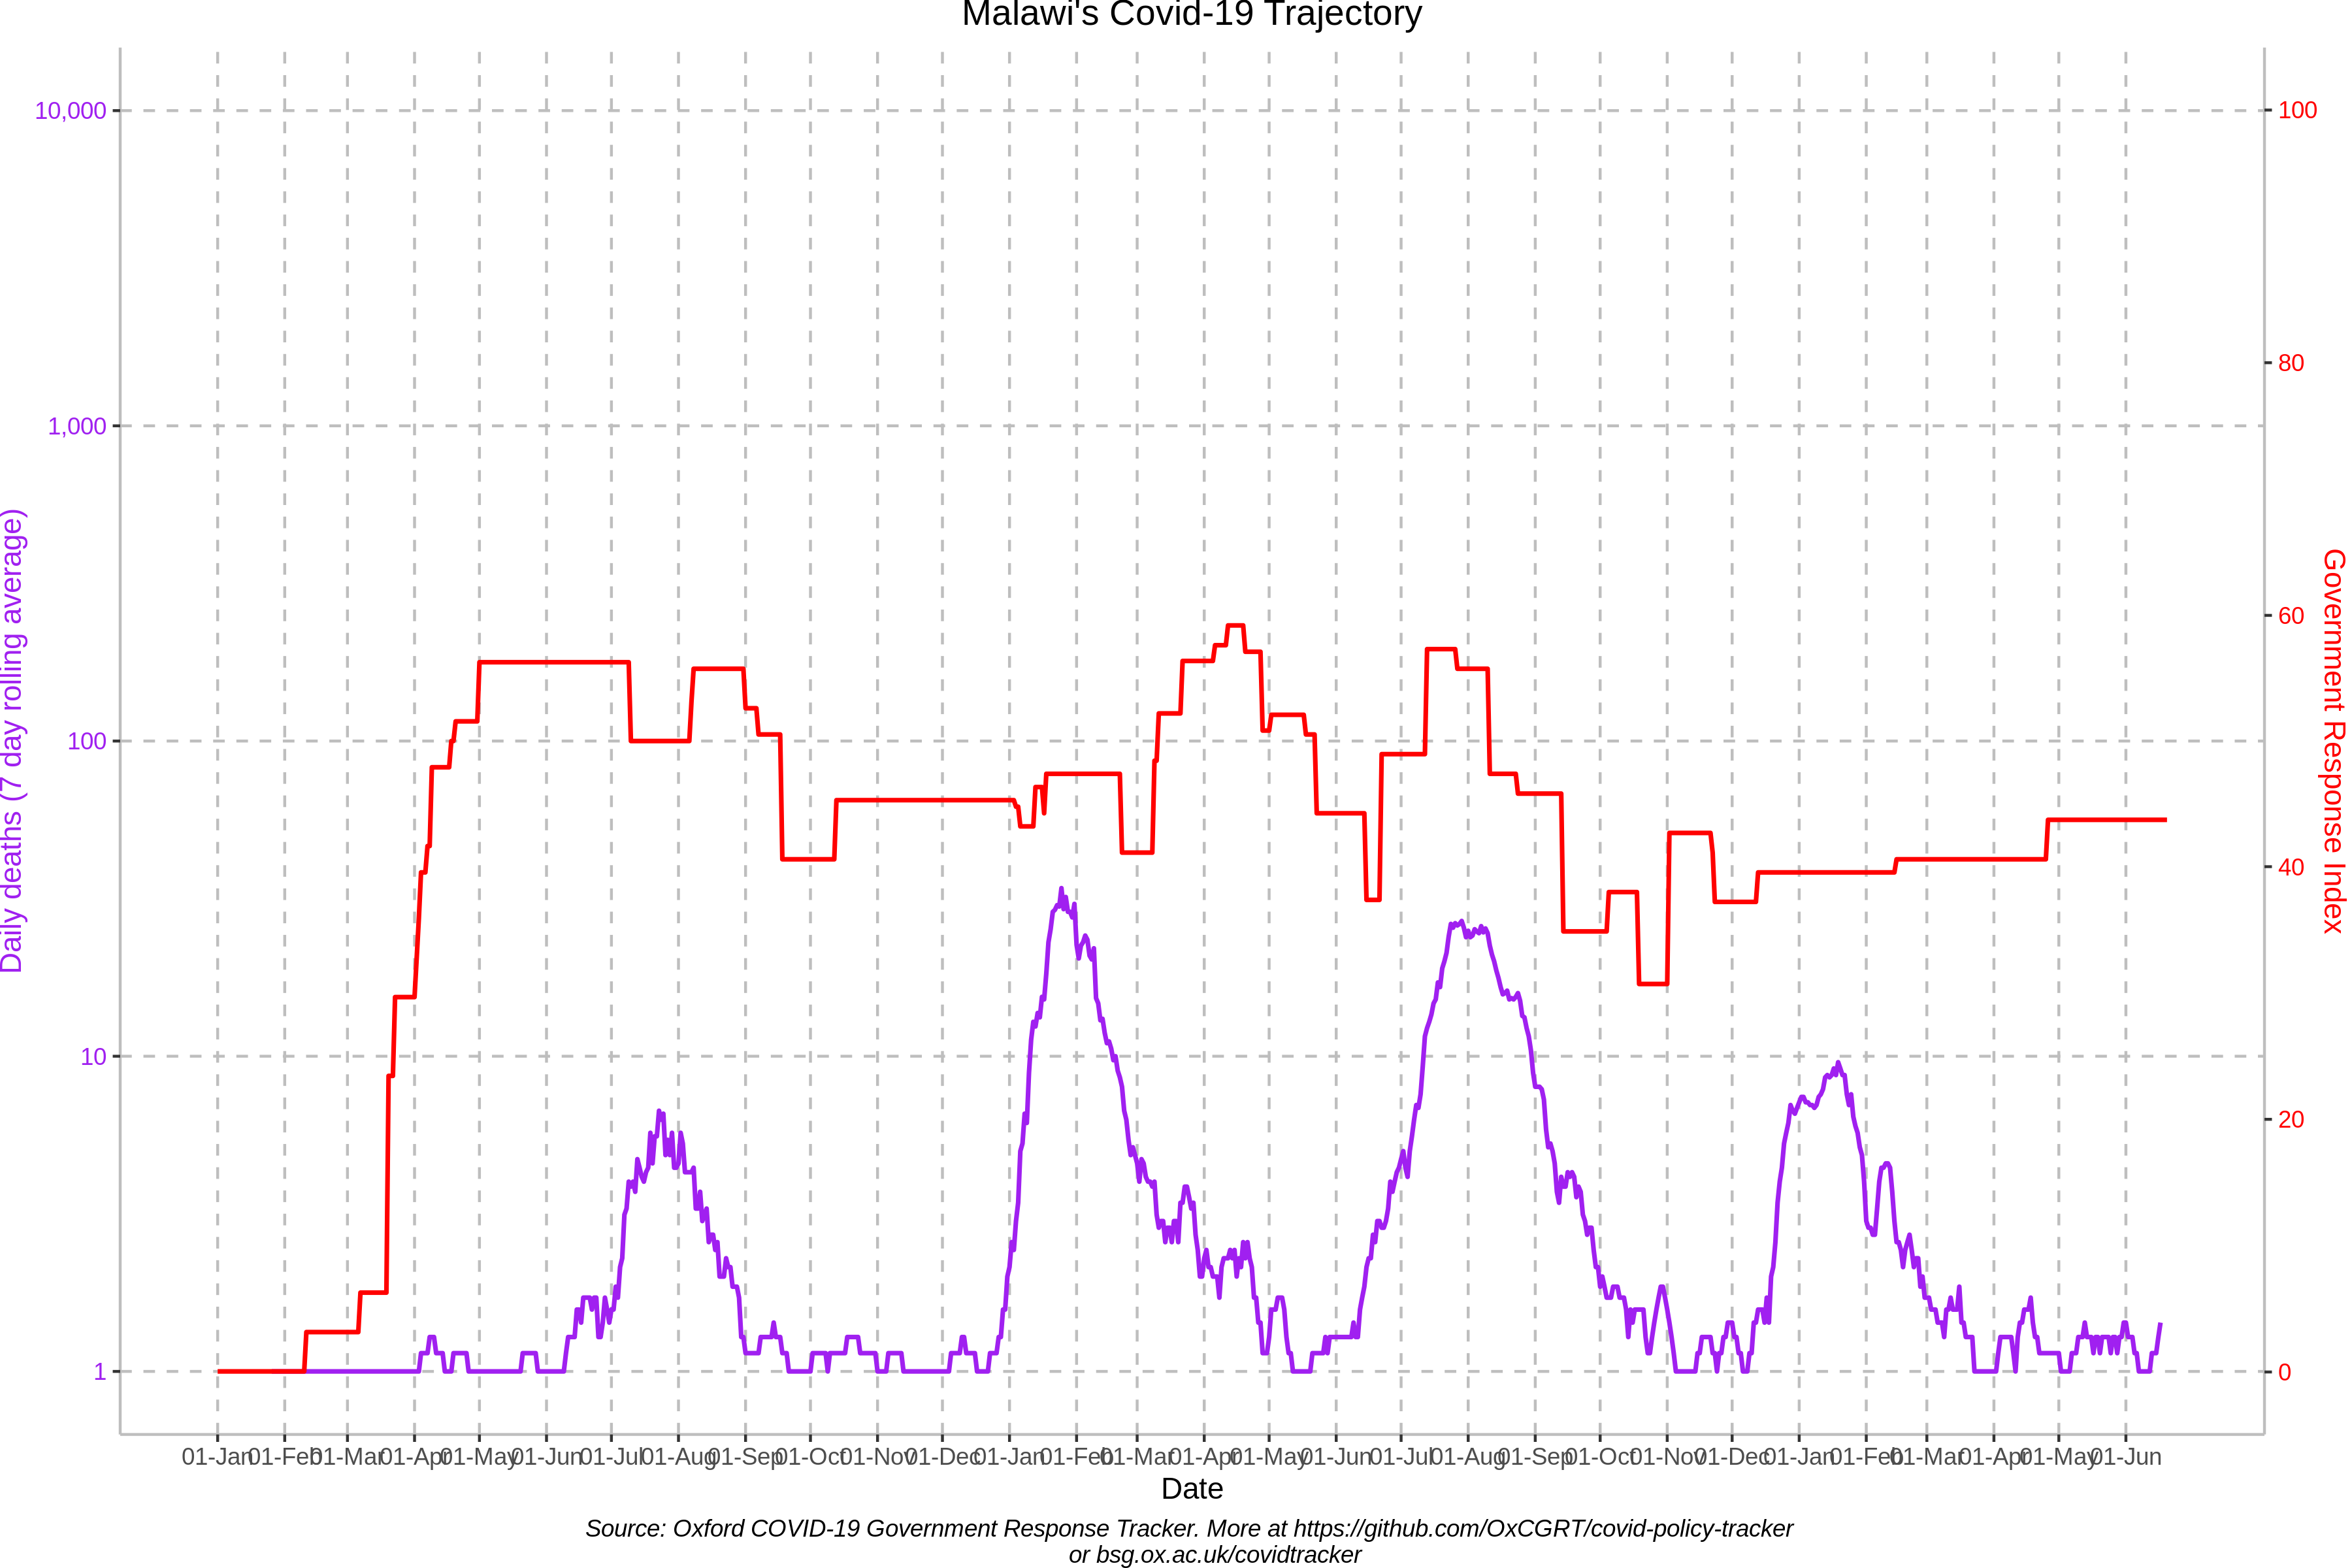 Malawi's Covid-19 Trajectory
10,000
1,000
100
10
1
Daily deaths (7 day rolling average)
100
80
60
40
20
0
Government Response Index
01-Jan 01-Feb 01-Mar 01-Apr 01-May 01-Jun 01-Jul 01-Aug 01-Sep 01-Oct 01-Nov 01-Dec 01-Jan 01-Feb 01-Mar 01-Apr 01-May 01-Jun 01-Jul 01-Aug 01-Sep 01-Oct 01-Nov 01-Dec 01-Jan 01-Feb 01-Mar 01-Apr 01-May 01-Jun
Date
Source: Oxford COVID-19 Government Response Tracker. More at https://github.com/OxCGRT/covid-policy-tracker
or bsg.ox.ac.uk/covidtracker